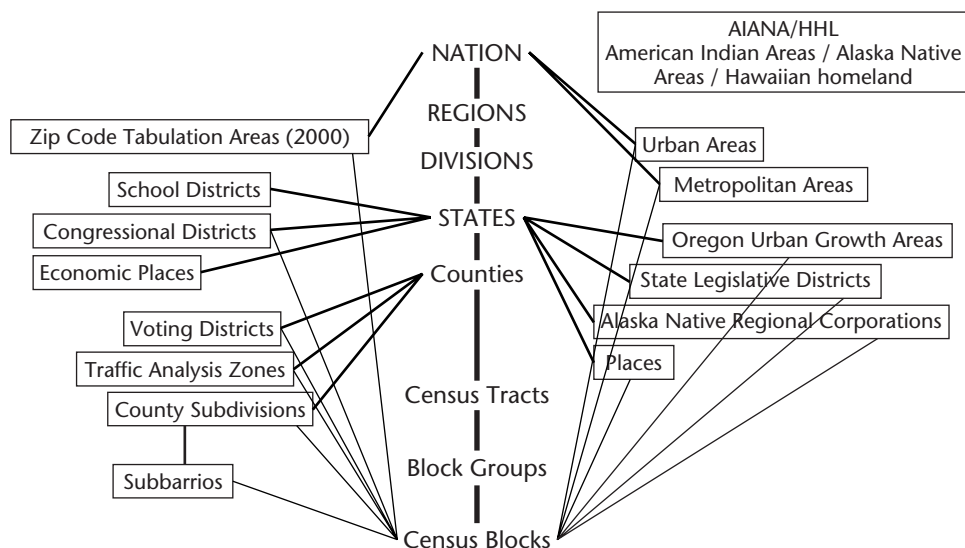 AIANA/HHL
American Indian Areas / Alaska Native
Areas / Hawaiian homeland
NATION
REGIONS
Zip Code Tabulation Areas (2000)
Urban Areas
DIVISIONS
School Districts
Metropolitan Areas
STATES
Congressional Districts
Oregon Urban Growth Areas
Economic Places
Counties
State Legislative Districts
Voting Districts
Alaska Native Regional Corporations
Traffic Analysis Zones
Places
Census Tracts
County Subdivisions
Block Groups
Subbarrios
Census Blocks